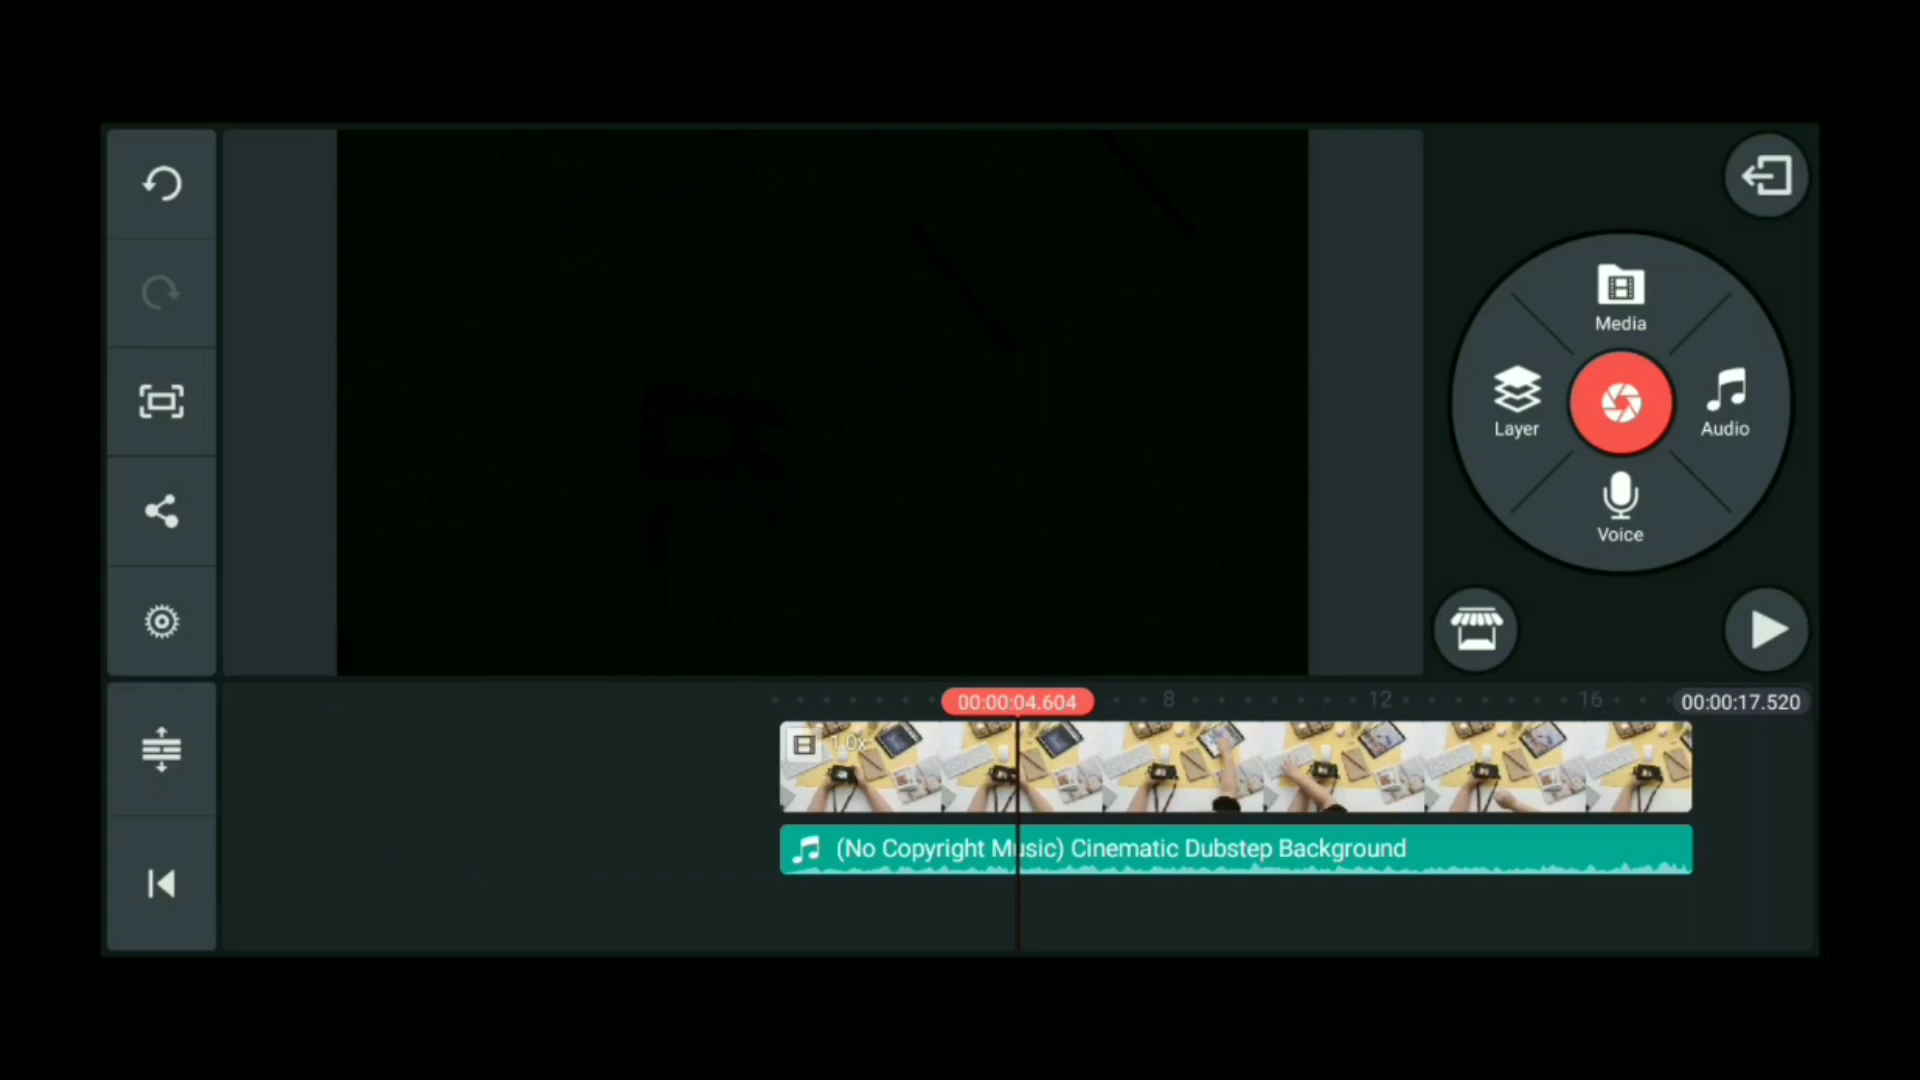 Media
Layer
Audio
Voice
00:00:04.604
8
12
16
00:00:17.520
1.0x
(No Copyright Music) Cinematic Dubstep Background